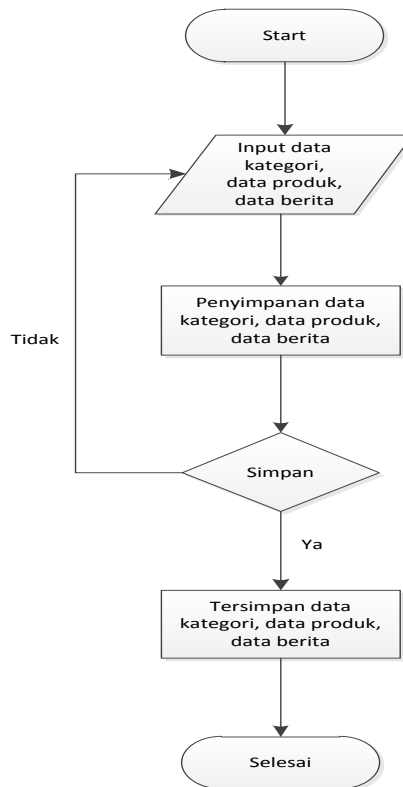 Start
Input data
kategori,
data produk,
data berita
Penyimpanan data
kategori, data produk,
data berita
Tidak
Simpan
Ya
Tersimpan data
kategori, data produk,
data berita
Selesai